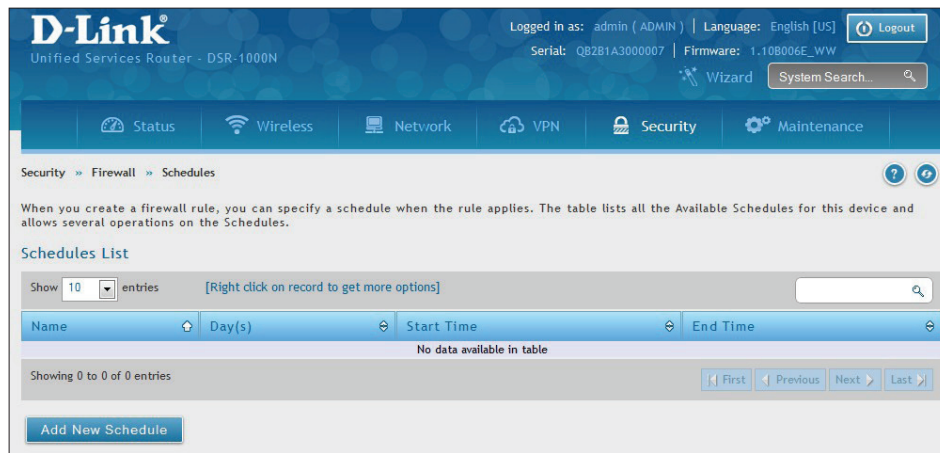 D-Link®
Unified Services Router - DSR-1000N
Logged in as: admin ( ADMIN ) | Language: English [US]
Logout
Serial: QB2B1A3000007 | Firmware: 1.10B006E_WW
Wizard
System Search...
Status
Wireless
Network
VPN
Security
Maintenance
Security » Firewall » Schedules
When you create a firewall rule, you can specify a schedule when the rule applies. The table lists all the Available Schedules for this device and
allows several operations on the Schedules.
Schedules List
Show 10 entries
[Right click on record to get more options]
Name
Day(s)
Start Time
End Time
No data available in table
Showing 0 to 0 of 0 entries
First
Previous
Next
Last
Add New Schedule